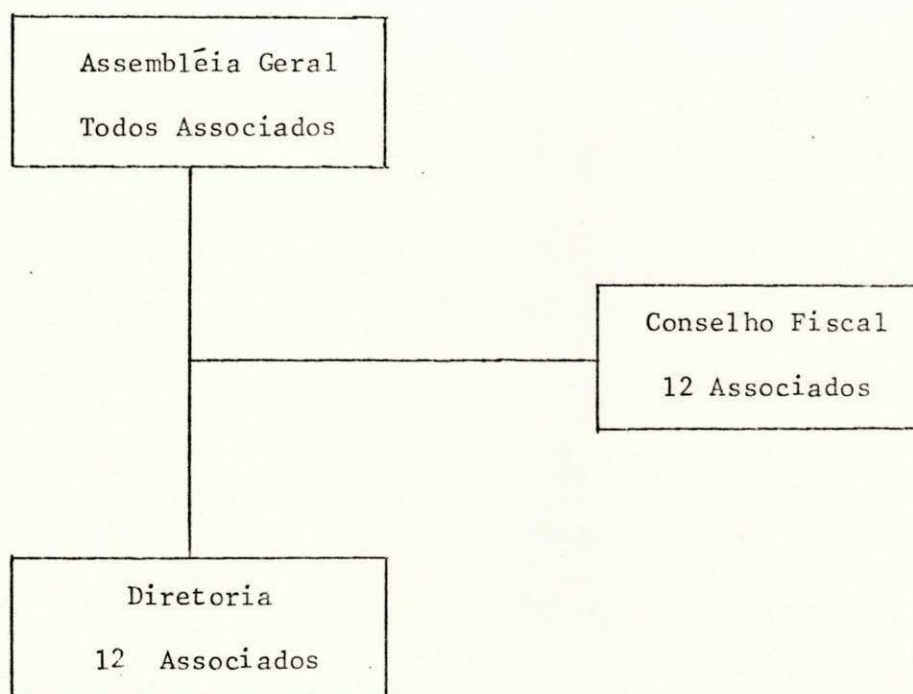 Assembléia Geral
Todos Associados
Conselho Fiscal
12 Associados
Diretoria
12 Associados